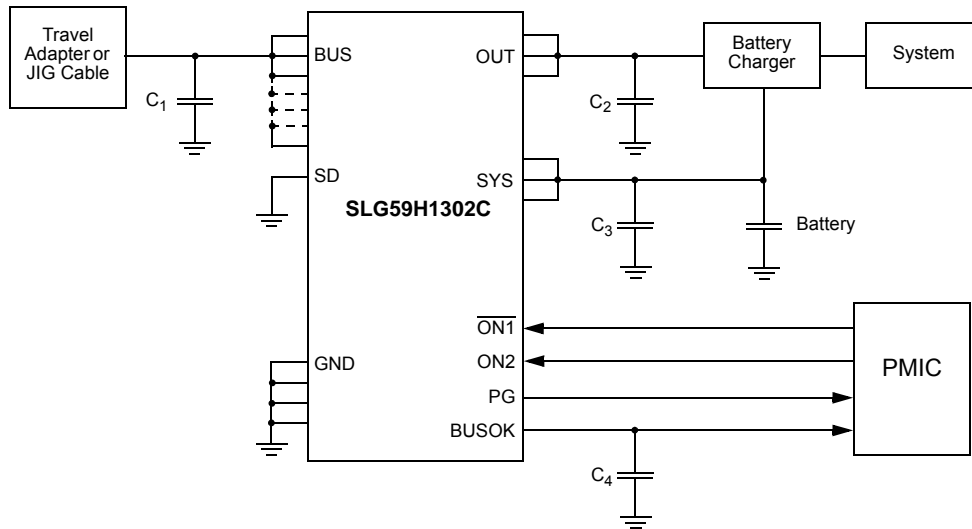 Travel
Adapter or
JIG Cable
C1
BUS
SD
GND
SLG59H1302C
OUT
SYS
ON1
ON2
PG
BUSOK
C2
C3
C4
Battery
Charger
System
Battery
PMIC